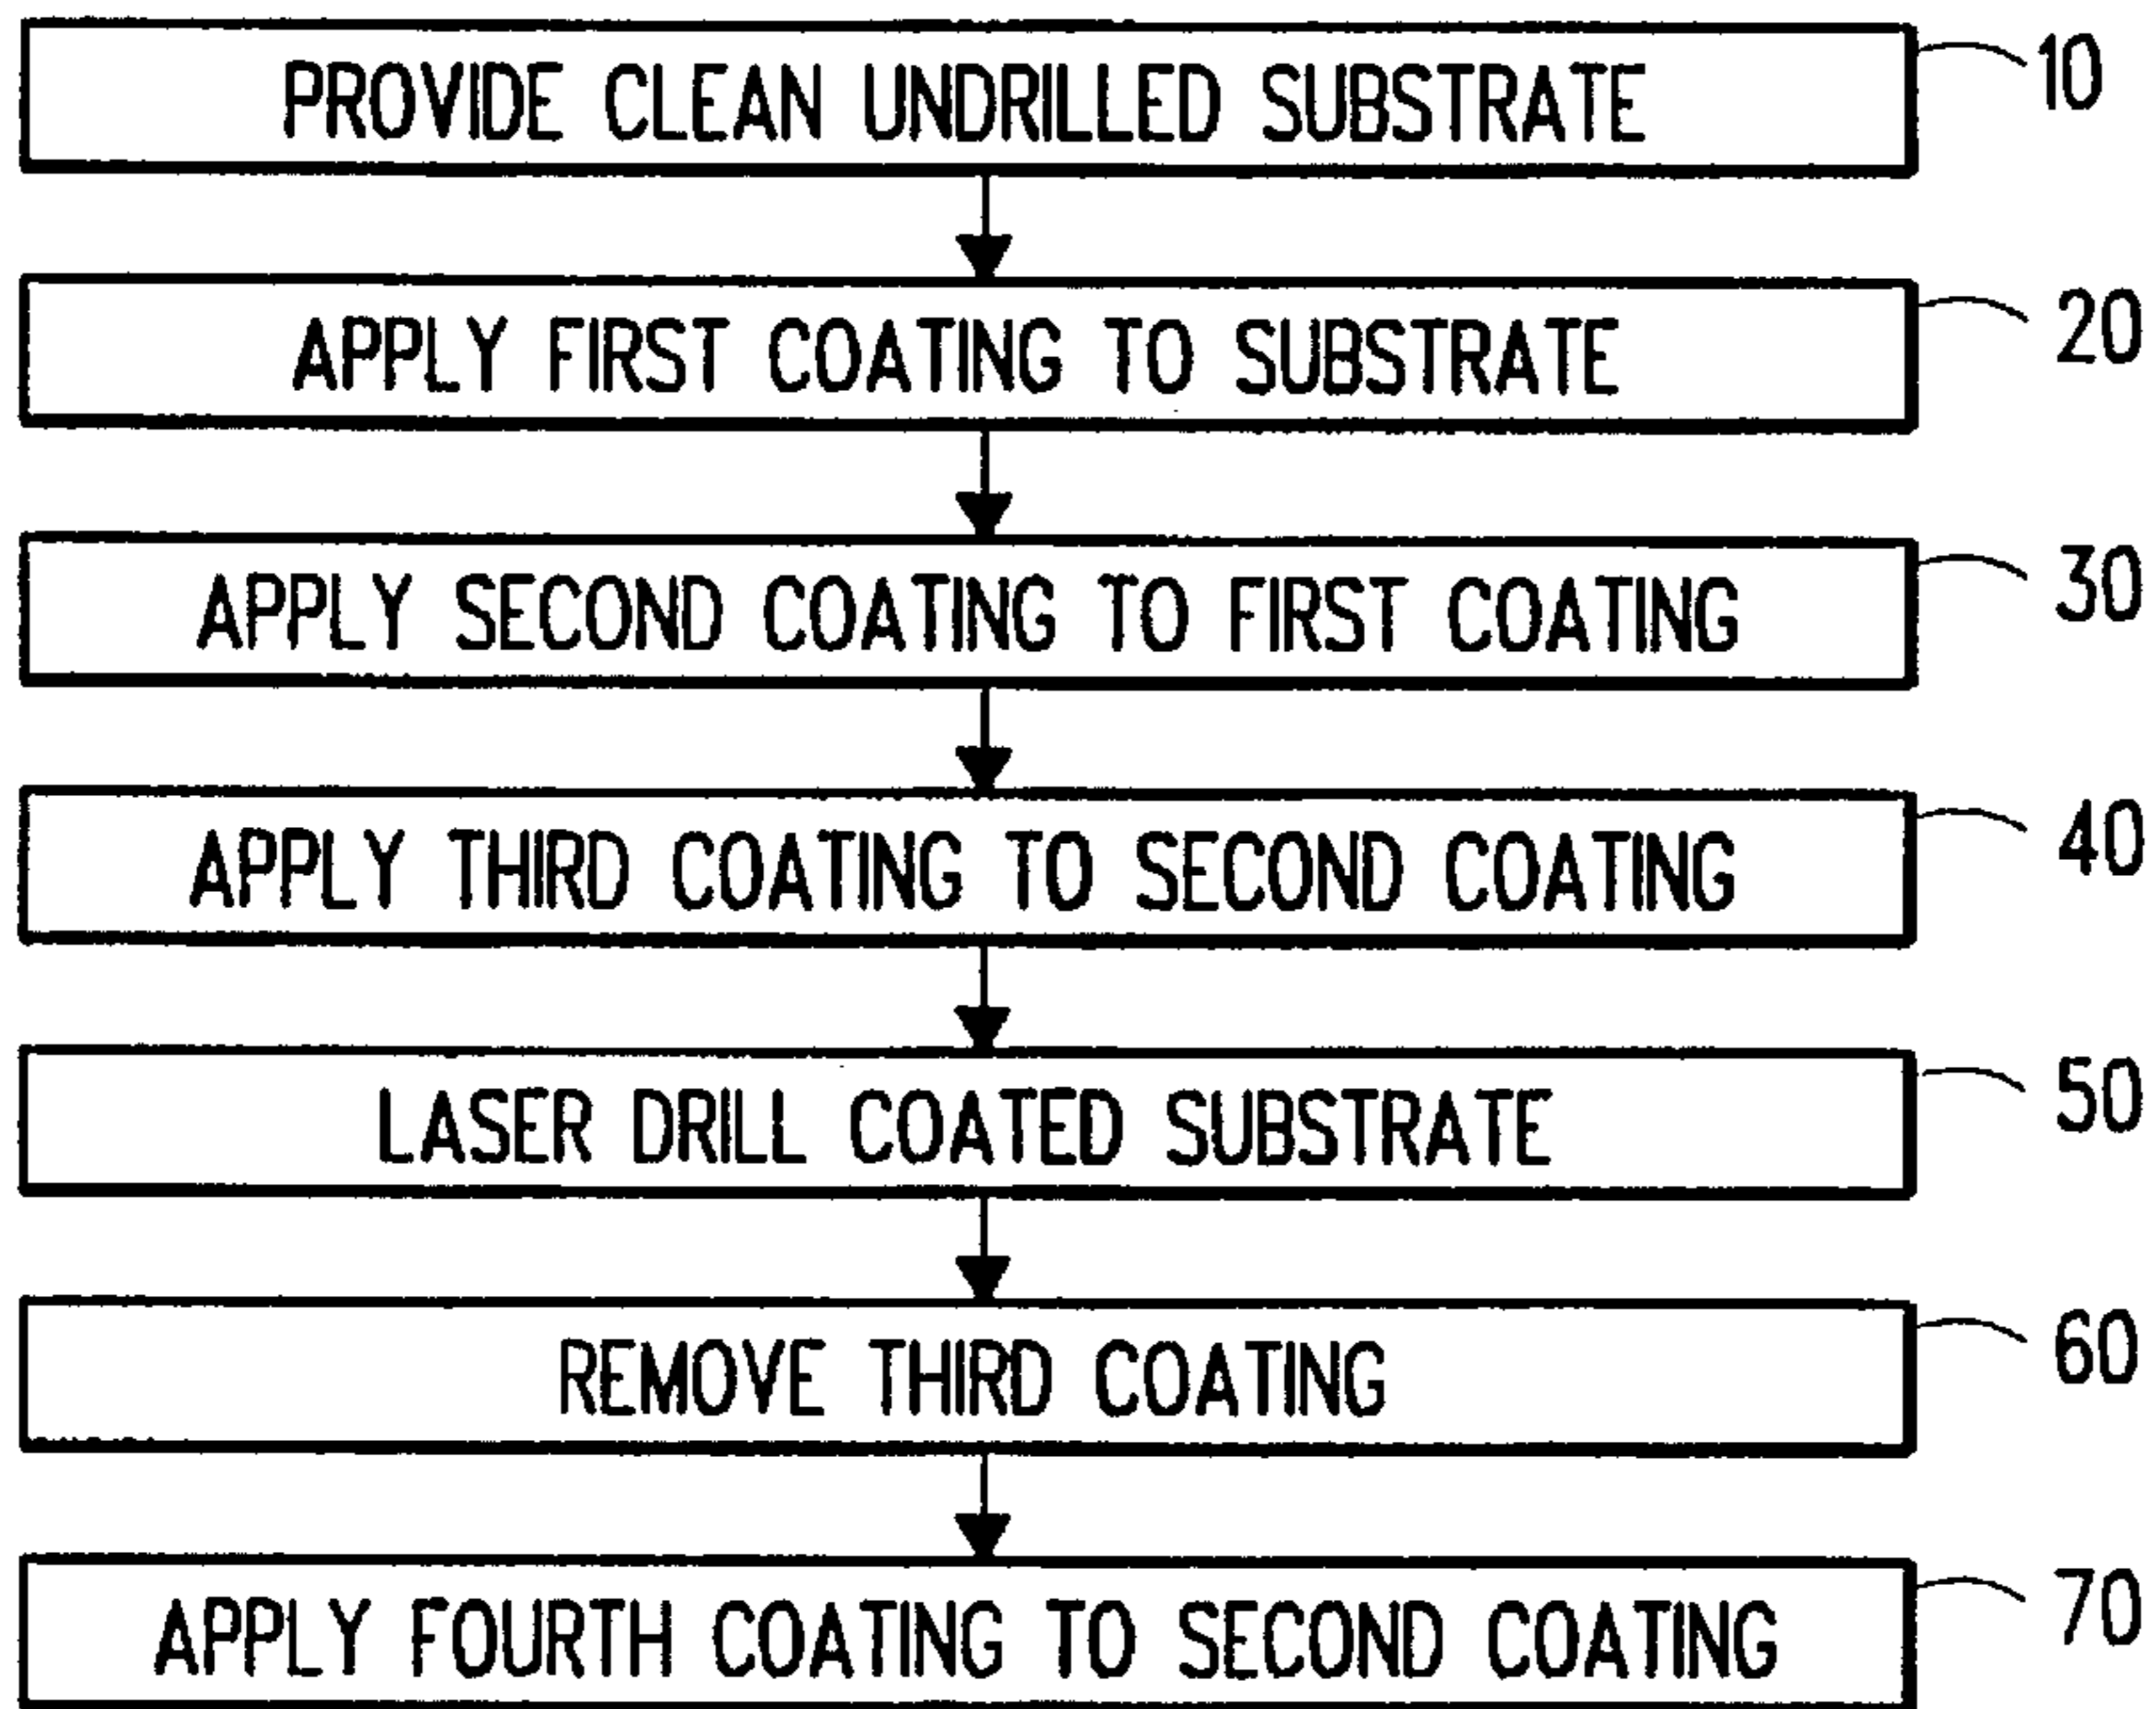 PROVIDE CLEAN UNDRILLED SUBSTRATE 10
APPLY FIRST COATING TO SUBSTRATE 20
APPLY SECOND COATING TO FIRST COATING 30
APPLY THIRD COATING TO SECOND COATING 40
LASER DRILL COATED SUBSTRATE 50
REMOVE THIRD COATING 60
APPLY FOURTH COATING TO SECOND COATING 70